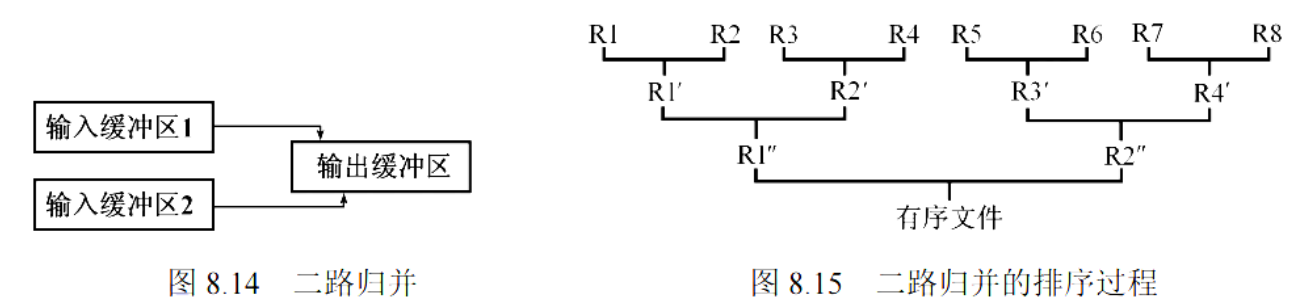 输入缓冲区1
输入缓冲区2
输出缓冲区
图 8.14 二路归并
R1 R2 R3 R4 R5 R6 R7 R8
R1′ R2′ R3′ R4′
R1″ R2″
有序文件
图 8.15 二路归并的排序过程